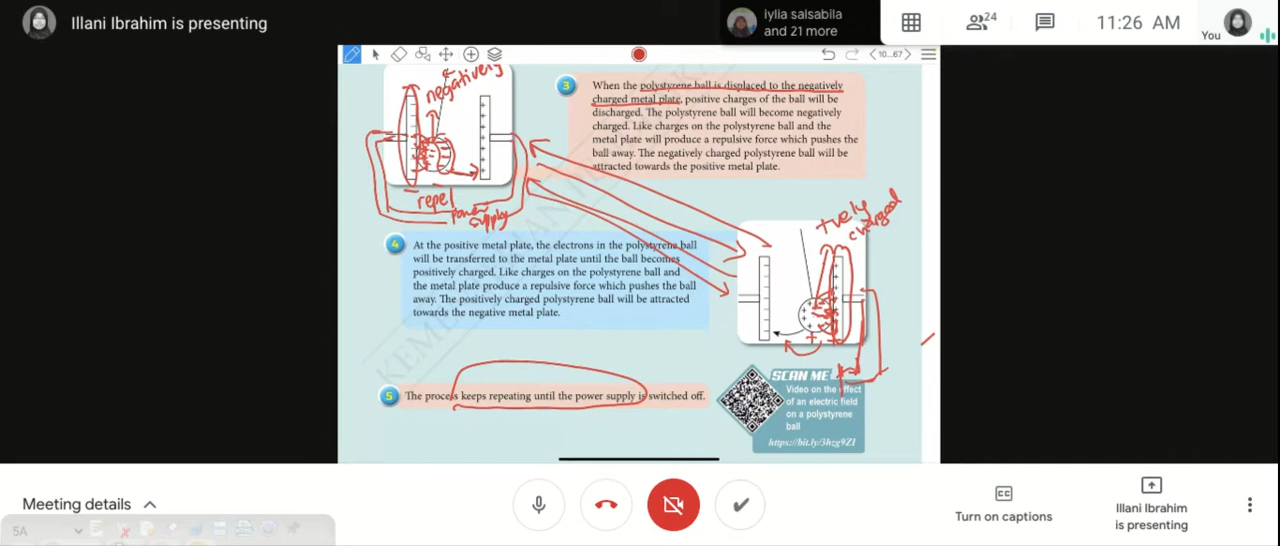 Illani Ibrahim is presenting
iylia salsabila
and 21 more
24
11:26 AM
You
10...67
negatively
3
When the polystyrene ball is displaced to the negatively
charged metal plate, positive charges of the ball will be
discharged. The polystyrene ball will become negatively
charged. Like charges on the polystyrene ball and the
metal plate will produce a repulsive force which pushes the
ball away. The negatively charged polystyrene ball will be
attracted towards the positive metal plate.
repel
power
supply
+vely
charged
4
At the positive metal plate, the electrons in the polystyrene ball
will be transferred to the metal plate until the ball becomes
positively charged. Like charges on the polystyrene ball and
the metal plate produce a repulsive force which pushes the ball
away. The positively charged polystyrene ball will be attracted
towards the negative metal plate.
5
The process keeps repeating until the power supply is switched off.
SCAN ME
Video on the effect
of an electric field
on a polystyrene
ball
https://bit.ly/3hzg9ZI
Meeting details
CC
Turn on captions
Illani Ibrahim
is presenting
5A